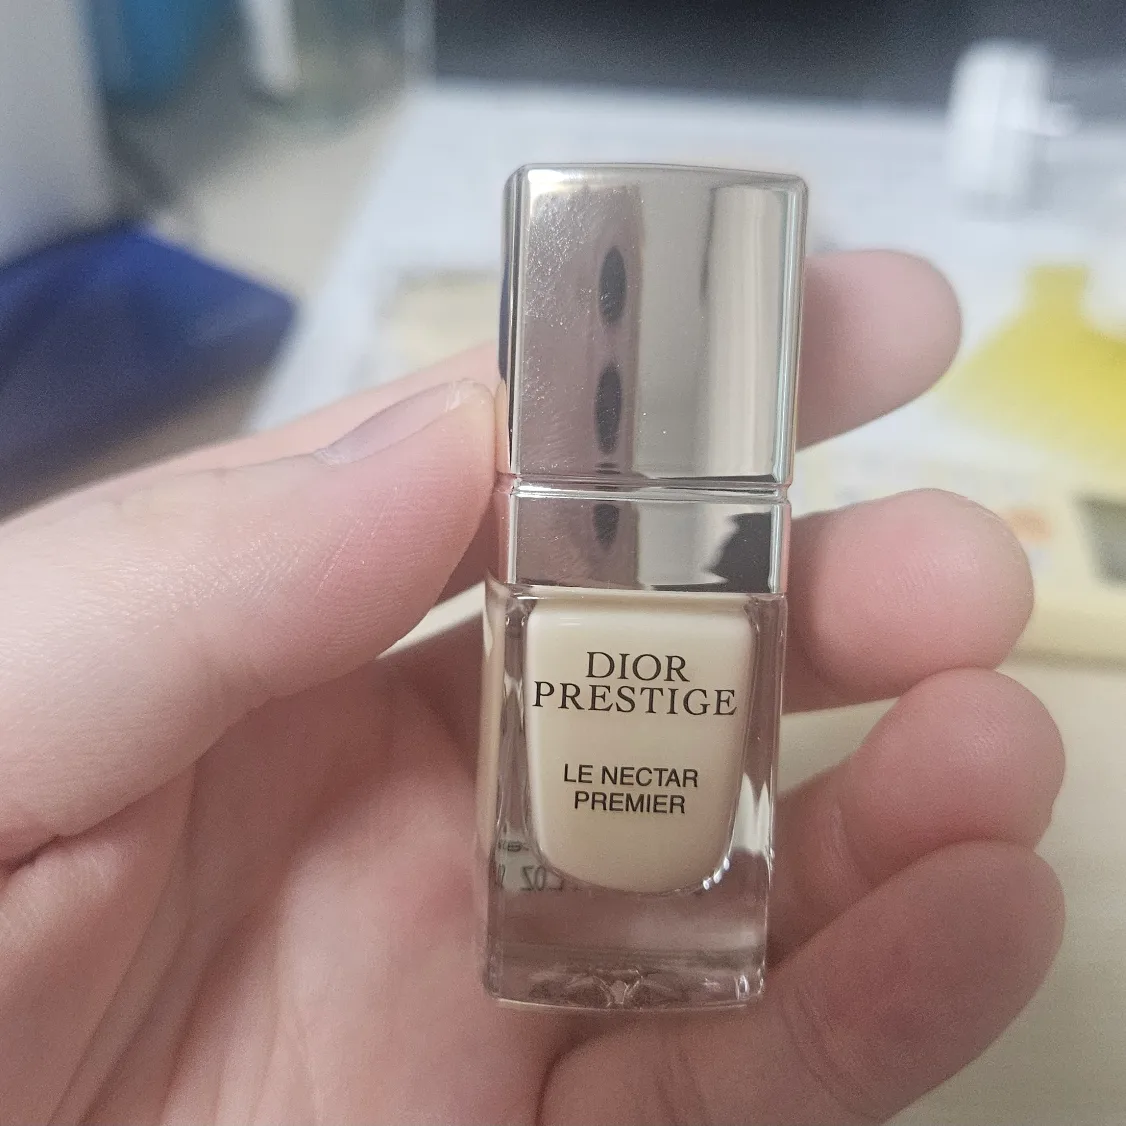 DIOR
PRESTIGE
LE NECTAR
PREMIER